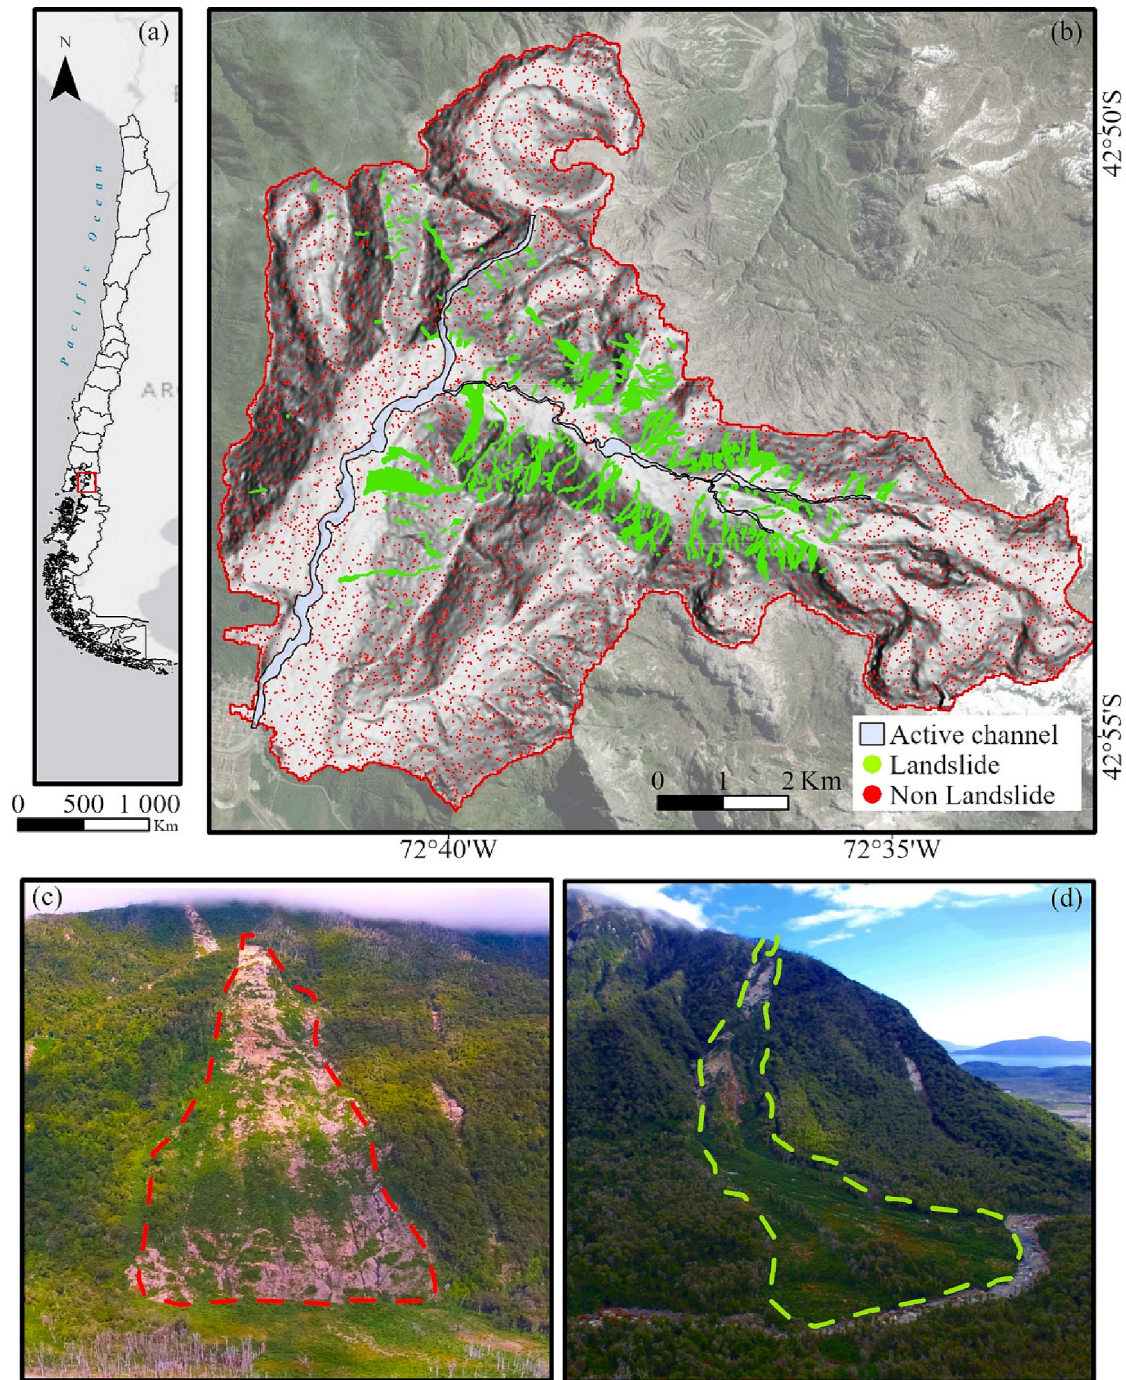 (a)
N
Pacific Ocean
AR
0 500 1 000
Km
(b)
42°50'S
42°55'S
Active channel
Landslide
Non Landslide
0 1 2 Km
72°40'W
72°35'W
(c)
(d)